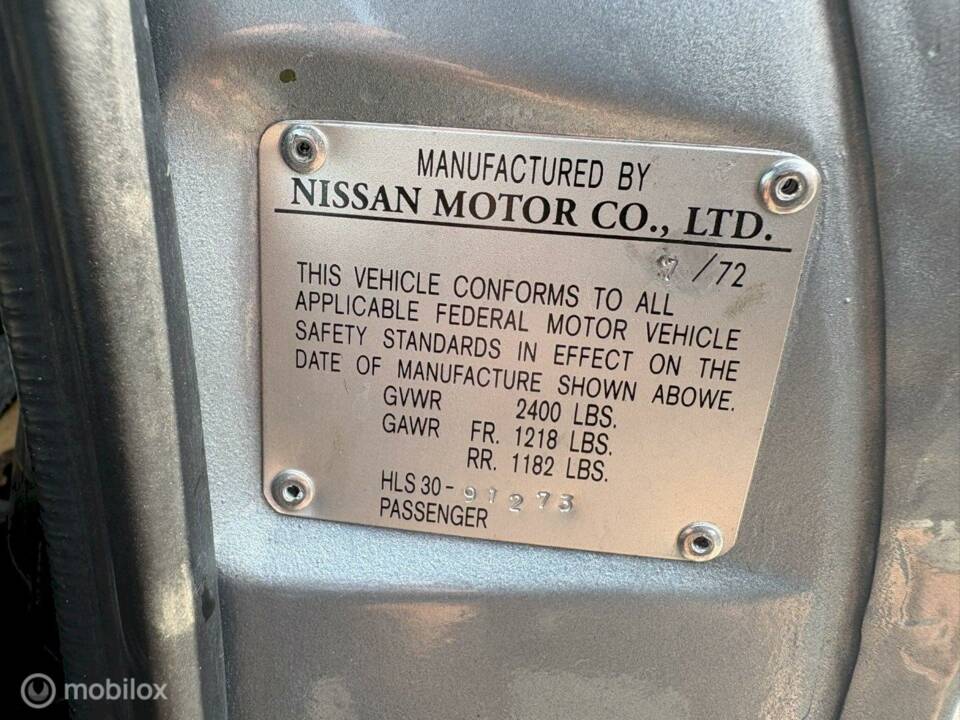 MANUFACTURED BY
NISSAN MOTOR CO., LTD.
/72
THIS VEHICLE CONFORMS TO ALL
APPLICABLE FEDERAL MOTOR VEHICLE
SAFETY STANDARDS IN EFFECT ON THE
DATE OF MANUFACTURE SHOWN ABOWE.
GVWR 2400 LBS.
GAWR FR. 1218 LBS.
RR. 1182 LBS.
HLS 30-91273
PASSENGER
mobilox